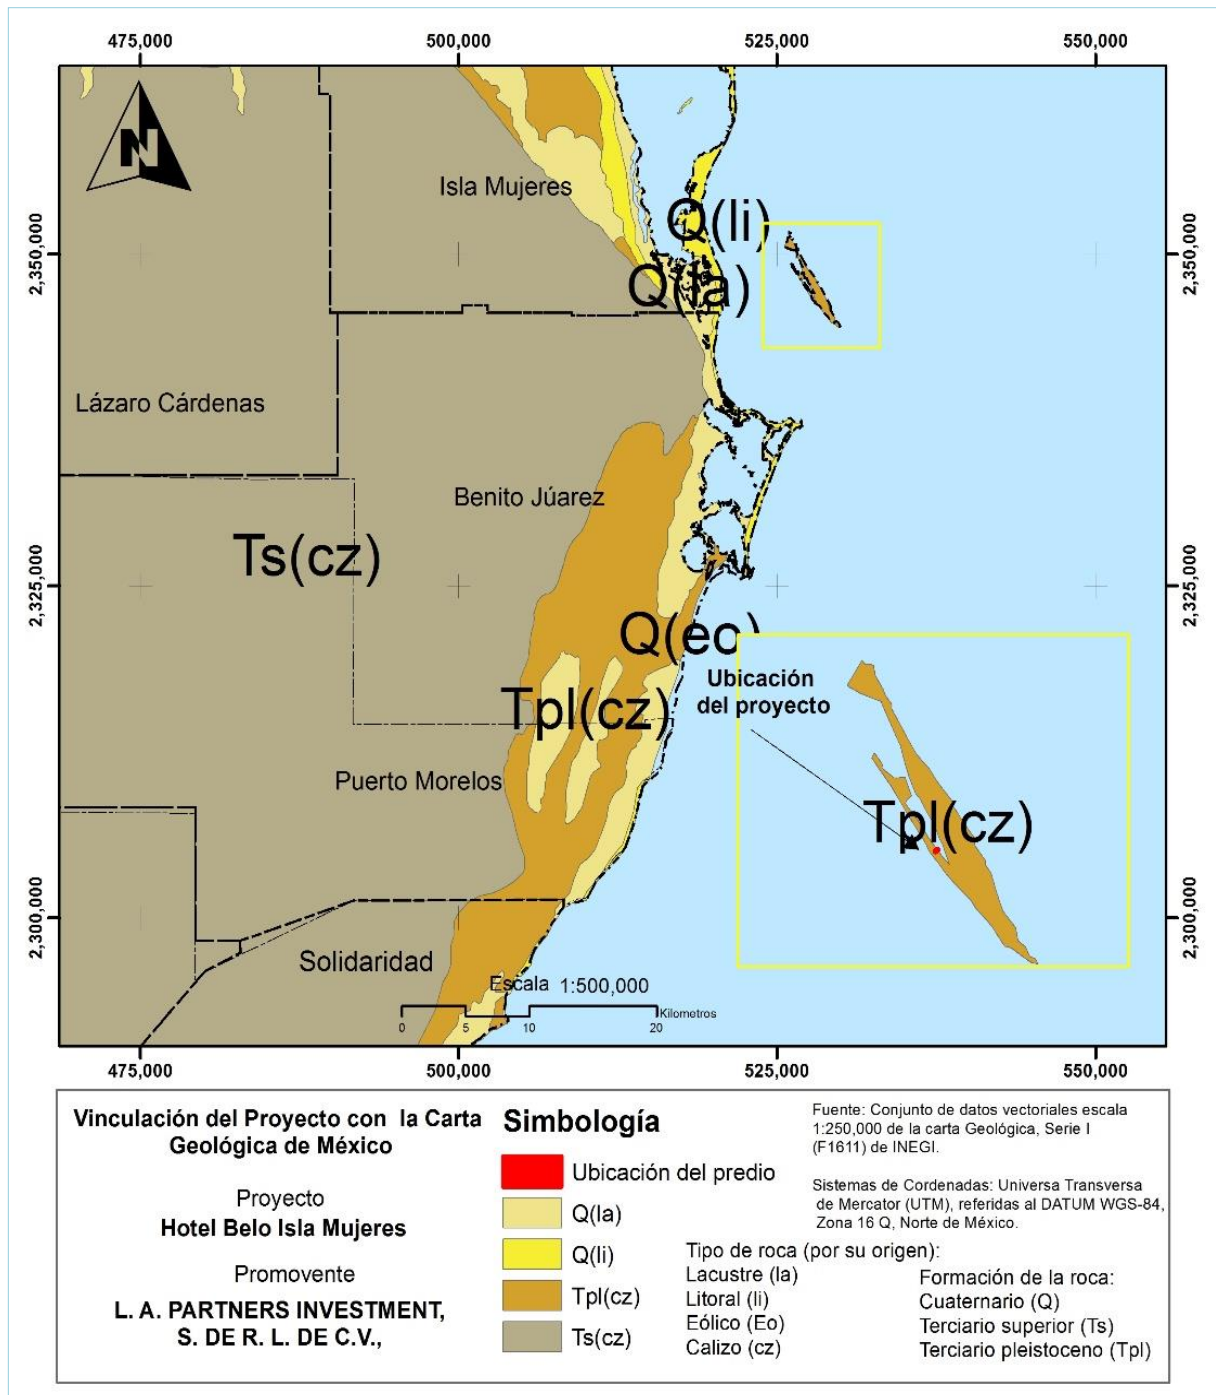 475,000 500,000 525,000 550,000
N
Isla Mujeres
Q(li)
2,350,000 2,350,000
Q(la)
Lázaro Cárdenas
Benito Júarez
Ts(cz)
2,325,000 2,325,000
Q(eo)
Ubicación
del proyecto
Tpl(cz)
Puerto Morelos
Tpl(cz)
2,300,000 2,300,000
Solidaridad
Escala 1:500,000
Kilometros
0 5 10 20
475,000 500,000 525,000 550,000
Vinculación del Proyecto con la Carta
Geológica de México
Proyecto
Hotel Belo Isla Mujeres
Promovente
L. A. PARTNERS INVESTMENT,
S. DE R. L. DE C.V.,
Simbología
Ubicación del predio
Q(la)
Q(li)
Tpl(cz)
Ts(cz)
Fuente: Conjunto de datos vectoriales escala
1:250,000 de la carta Geológica, Serie I
(F1611) de INEGI.
Sistemas de Cordenadas: Universa Transversa
de Mercator (UTM), referidas al DATUM WGS-84,
Zona 16 Q, Norte de México.
Tipo de roca (por su origen):
Lacustre (la)
Litoral (li)
Eólico (Eo)
Calizo (cz)
Formación de la roca:
Cuaternario (Q)
Terciario superior (Ts)
Terciario pleistoceno (Tpl)